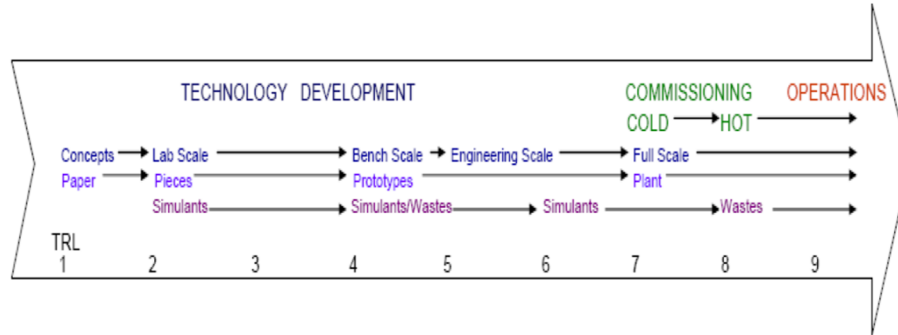 TECHNOLOGY DEVELOPMENT COMMISSIONING OPERATIONS
COLD HOT
Concepts Lab Scale Bench Scale Engineering Scale Full Scale
Paper Pieces Prototypes Plant
Simulants Simulants/Wastes Simulants Wastes
TRL
1 2 3 4 5 6 7 8 9